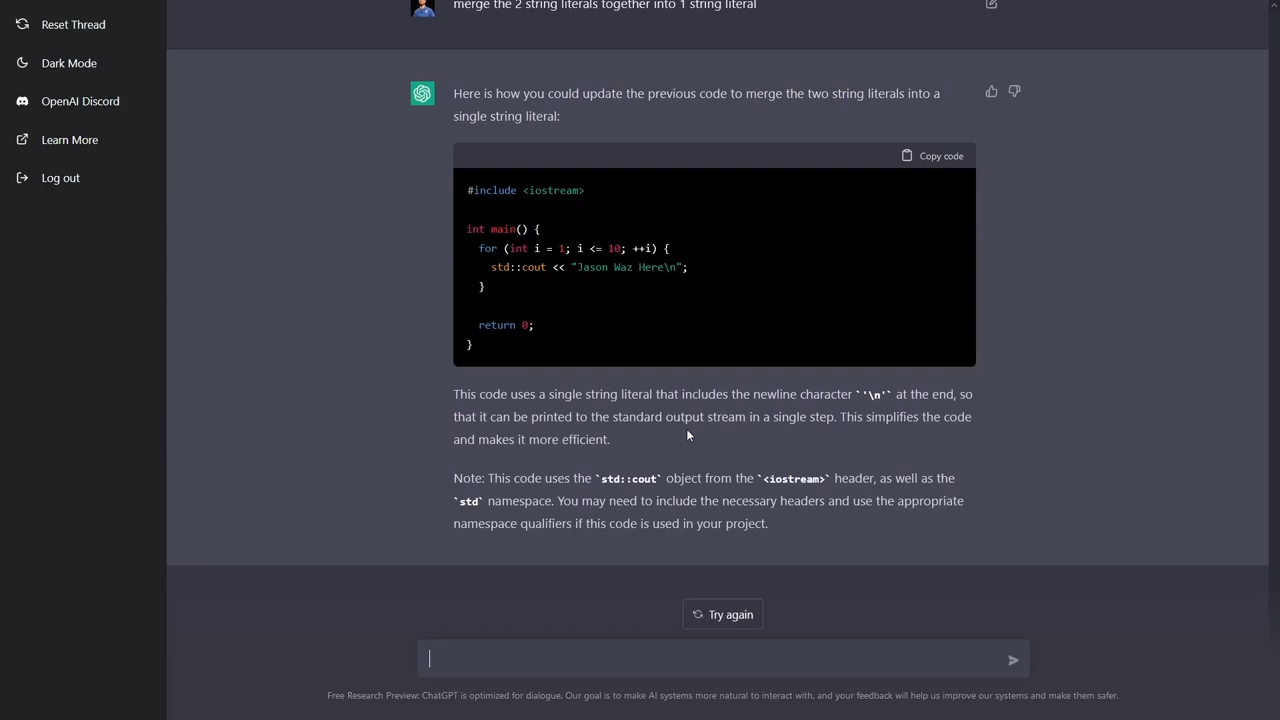 Reset Thread
Dark Mode
OpenAI Discord
Learn More
Log out
merge the 2 string literals together into 1 string literal
Here is how you could update the previous code to merge the two string literals into a
single string literal:
Copy code
#include <iostream>
int main() {
  for (int i = 1; i <= 10; ++i) {
    std::cout << "Jason Waz Here\n";
  }
  return 0;
}
This code uses a single string literal that includes the newline character `'\n'` at the end, so
that it can be printed to the standard output stream in a single step. This simplifies the code
and makes it more efficient.
Note: This code uses the `std::cout` object from the `<iostream>` header, as well as the
`std` namespace. You may need to include the necessary headers and use the appropriate
namespace qualifiers if this code is used in your project.
Try again
Free Research Preview: ChatGPT is optimized for dialogue. Our goal is to make AI systems more natural to interact with, and your feedback will help us improve our systems and make them safer.